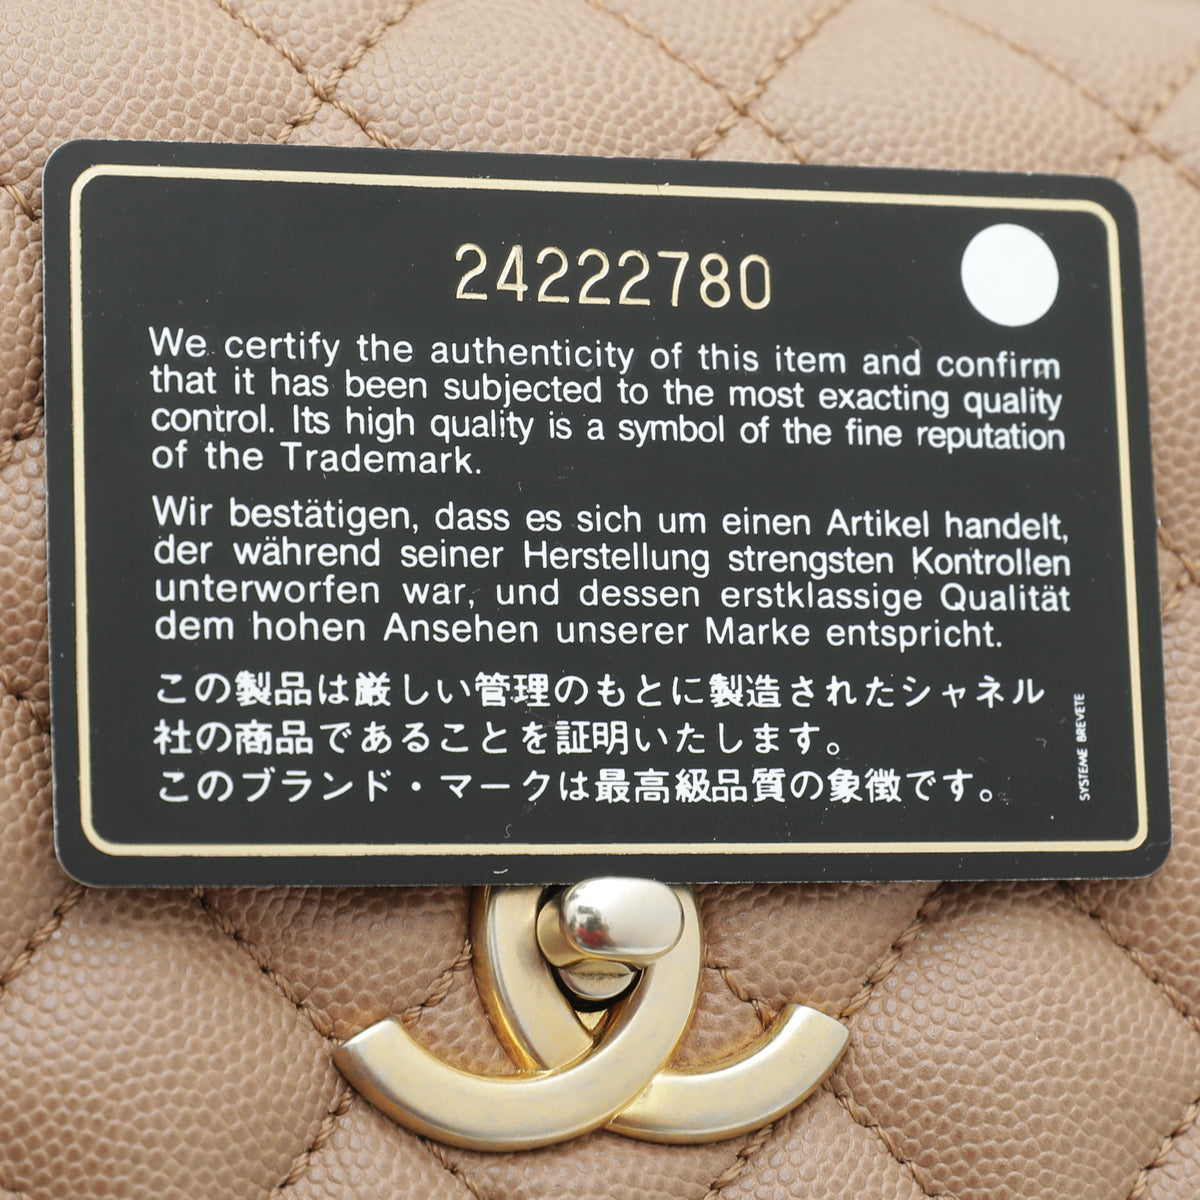 24222780
We certify the authenticity of this item and confirm
that it has been subjected to the most exacting quality
control. Its high quality is a symbol of the fine reputation
of the Trademark.
Wir bestätigen, dass es sich um einen Artikel handelt,
der während seiner Herstellung strengsten Kontrollen
unterworfen war, und dessen erstklassige Qualität
dem hohen Ansehen unserer Marke entspricht.
この製品は厳しい管理のもとに製造されたシャネル
社の商品であることを証明いたします。
このブランド・マークは最高級品質の象徴です。
SYSTEME BREVETE